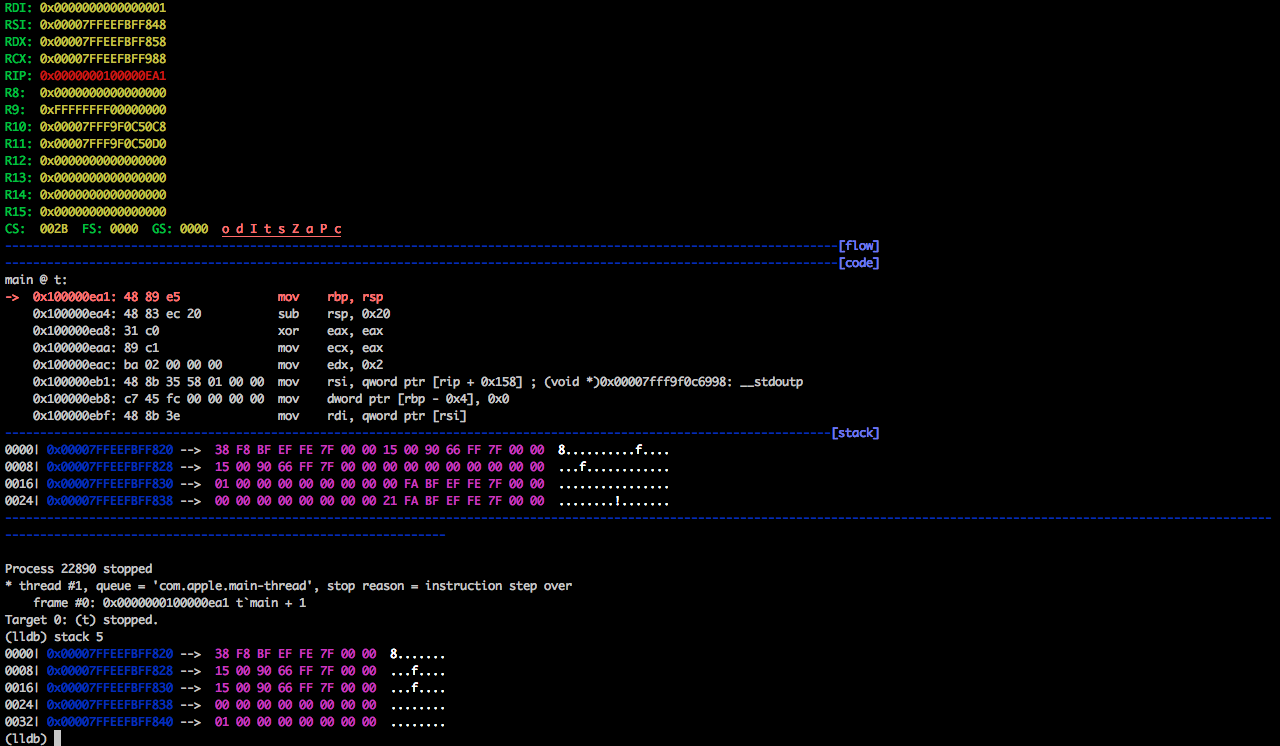 RDI: 0x0000000000000001
RSI: 0x00007FFEEFBFF848
RDX: 0x00007FFEEFBFF858
RCX: 0x00007FFEEFBFF988
RIP: 0x0000000100000EA1
R8: 0x0000000000000000
R9: 0xFFFFFFFF00000000
R10: 0x00007FFF9F0C50C8
R11: 0x00007FFF9F0C50D0
R12: 0x0000000000000000
R13: 0x0000000000000000
R14: 0x0000000000000000
R15: 0x0000000000000000
CS: 002B FS: 0000 GS: 0000 o d I t s Z a P c
[flow]
[code]
main @ t:
-> 0x100000ea1: 48 89 e5 mov rbp, rsp
0x100000ea4: 48 83 ec 20 sub rsp, 0x20
0x100000ea8: 31 c0 xor eax, eax
0x100000eaa: 89 c1 mov ecx, eax
0x100000eac: ba 02 00 00 00 mov edx, 0x2
0x100000eb1: 48 8b 35 58 01 00 00 mov rsi, qword ptr [rip + 0x158] ; (void *)0x00007fff9f0c6998: __stdoutp
0x100000eb8: c7 45 fc 00 00 00 00 mov dword ptr [rbp - 0x4], 0x0
0x100000ebf: 48 8b 3e mov rdi, qword ptr [rsi]
[stack]
0000| 0x00007FFEEFBFF820 --> 38 F8 BF EF FE 7F 00 00 15 00 90 66 FF 7F 00 00 8..........f....
0008| 0x00007FFEEFBFF828 --> 15 00 90 66 FF 7F 00 00 00 00 00 00 00 00 00 00 ...f............
0016| 0x00007FFEEFBFF830 --> 01 00 00 00 00 00 00 00 00 FA BF EF FE 7F 00 00 ................
0024| 0x00007FFEEFBFF838 --> 00 00 00 00 00 00 00 00 21 FA BF EF FE 7F 00 00 ........!.......
Process 22890 stopped
* thread #1, queue = 'com.apple.main-thread', stop reason = instruction step over
frame #0: 0x0000000100000ea1 t`main + 1
Target 0: (t) stopped.
(lldb) stack 5
0000| 0x00007FFEEFBFF820 --> 38 F8 BF EF FE 7F 00 00 8.......
0008| 0x00007FFEEFBFF828 --> 15 00 90 66 FF 7F 00 00 ...f....
0016| 0x00007FFEEFBFF830 --> 15 00 90 66 FF 7F 00 00 ...f....
0024| 0x00007FFEEFBFF838 --> 00 00 00 00 00 00 00 00 ........
0032| 0x00007FFEEFBFF840 --> 01 00 00 00 00 00 00 00 ........
(lldb)